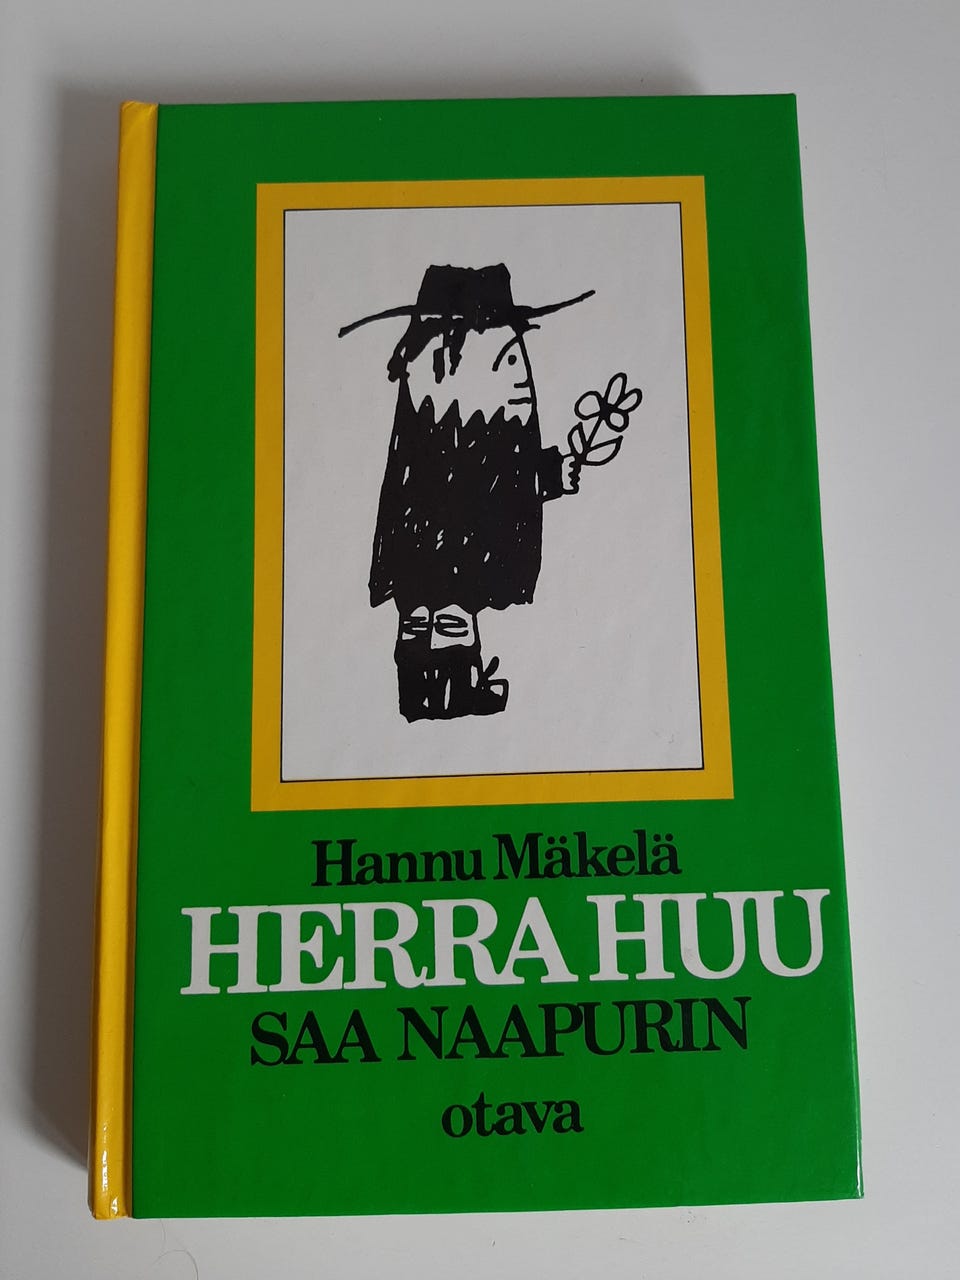 Hannu Mäkelä
HERRA HUU
SAA NAAPURIN
otava